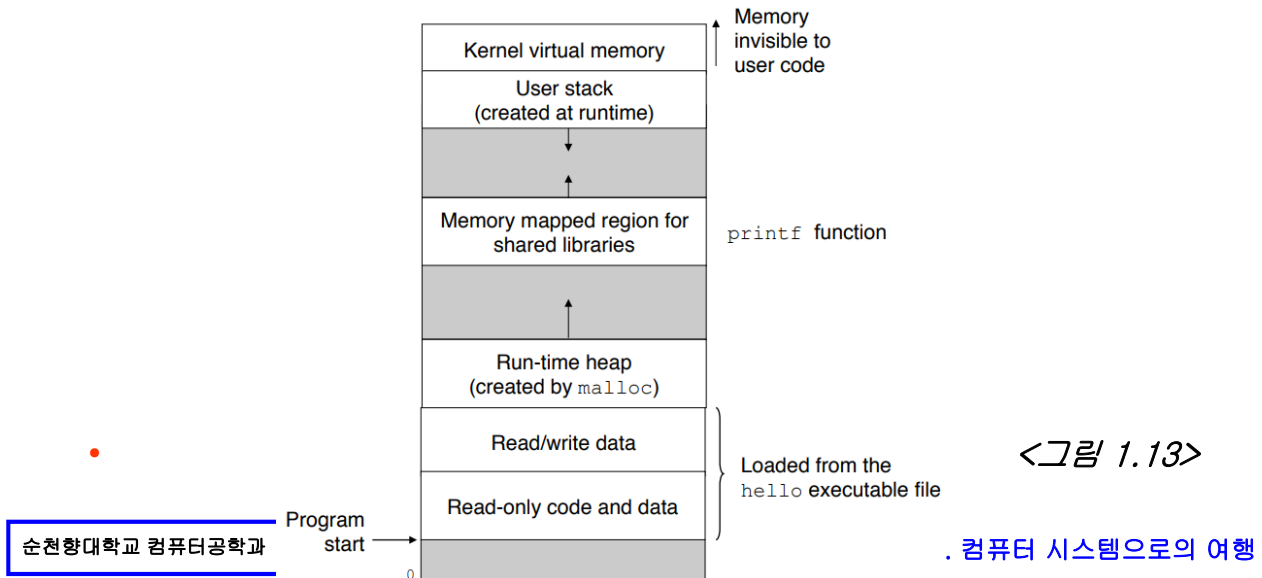 Memory
invisible to
user code
Kernel virtual memory
User stack
(created at runtime)
Memory mapped region for
shared libraries
printf function
Run-time heap
(created by malloc)
Read/write data
Loaded from the
hello executable file
Read-only code and data
<그림 1.13>
Program
start
0
순천향대학교 컴퓨터공학과
. 컴퓨터 시스템으로의 여행